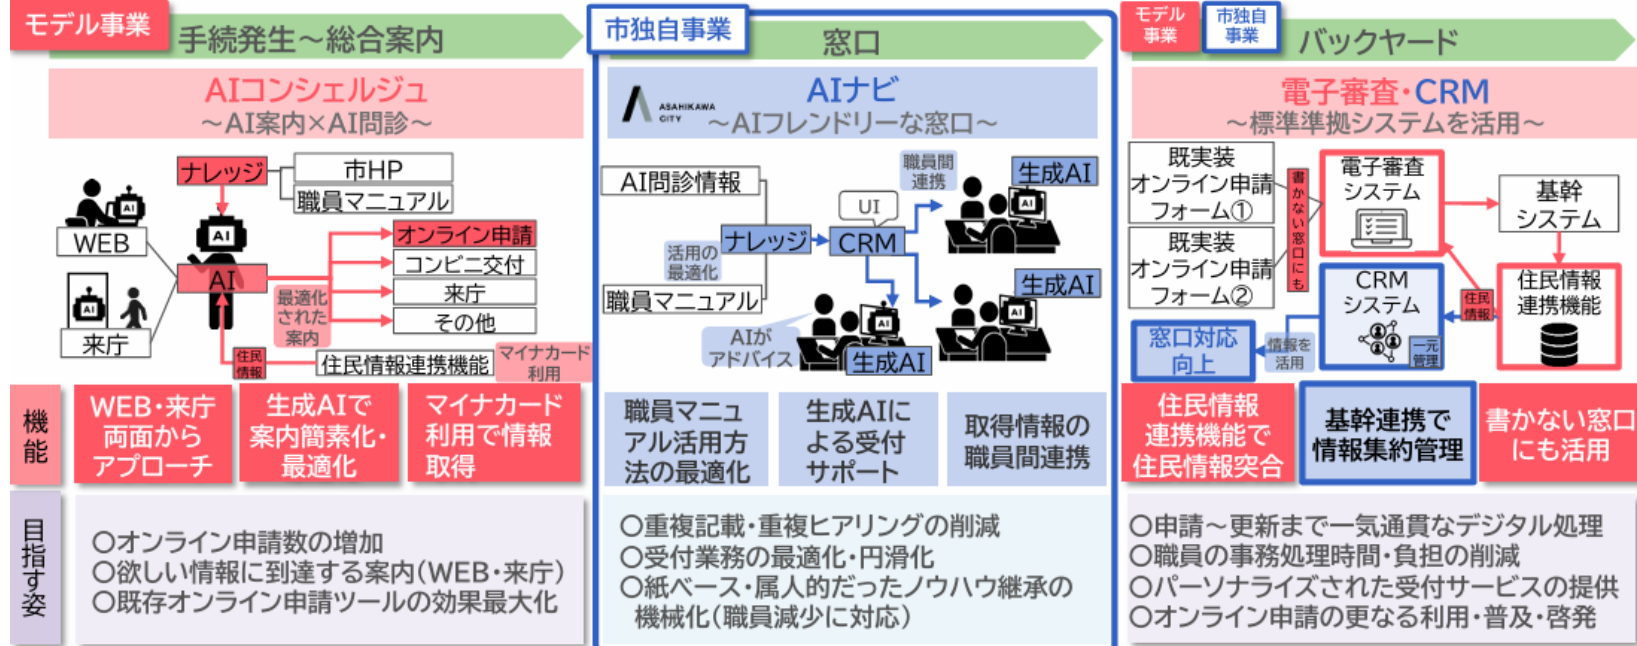 モデル事業
手続発生～総合案内
AIコンシェルジュ
～AI案内×AI問診～
ナレッジ
市HP
職員マニュアル
AI
WEB
AI
AI
来庁
オンライン申請
コンビニ交付
来庁
その他
最適化
された
案内
住民
情報
住民情報連携機能
マイナカード
利用
市独自事業
窓口
ASAHIKAWA
CITY
AIナビ
～AIフレンドリーな窓口～
AI問診情報
ナレッジ
活用の
最適化
職員マニュアル
UI
CRM
職員間
連携
生成AI
AI
生成AI
AI
AIが
アドバイス
AI
生成AI
モデル
事業
市独自
事業
バックヤード
電子審査・CRM
～標準準拠システムを活用～
既実装
オンライン申請
フォーム①
既実装
オンライン申請
フォーム②
書かない窓口にも
電子審査
システム
基幹
システム
CRM
システム
一元
管理
住民
情報
住民情報
連携機能
情報を
活用
窓口対応
向上
機能
WEB・来庁
両面から
アプローチ
生成AIで
案内簡素化・
最適化
マイナカード
利用で情報
取得
職員マニュ
アル活用方
法の最適化
生成AIに
よる受付
サポート
取得情報の
職員間連携
住民情報
連携機能で
住民情報突合
基幹連携で
情報集約管理
書かない窓口
にも活用
目指す姿
〇オンライン申請数の増加
〇欲しい情報に到達する案内(WEB・来庁)
〇既存オンライン申請ツールの効果最大化
〇重複記載・重複ヒアリングの削減
〇受付業務の最適化・円滑化
〇紙ベース・属人的だったノウハウ継承の
機械化(職員減少に対応)
〇申請～更新まで一気通貫なデジタル処理
〇職員の事務処理時間・負担の削減
〇パーソナライズされた受付サービスの提供
〇オンライン申請の更なる利用・普及・啓発